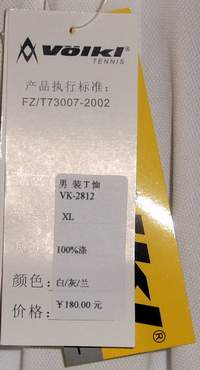 Völkl
TENNIS
产品执行标准：
FZ/T73007-2002
男 装T恤
VK-2812
XL
100%涤
颜色：白/灰/兰
价格：￥180.00 元
ölkl
®